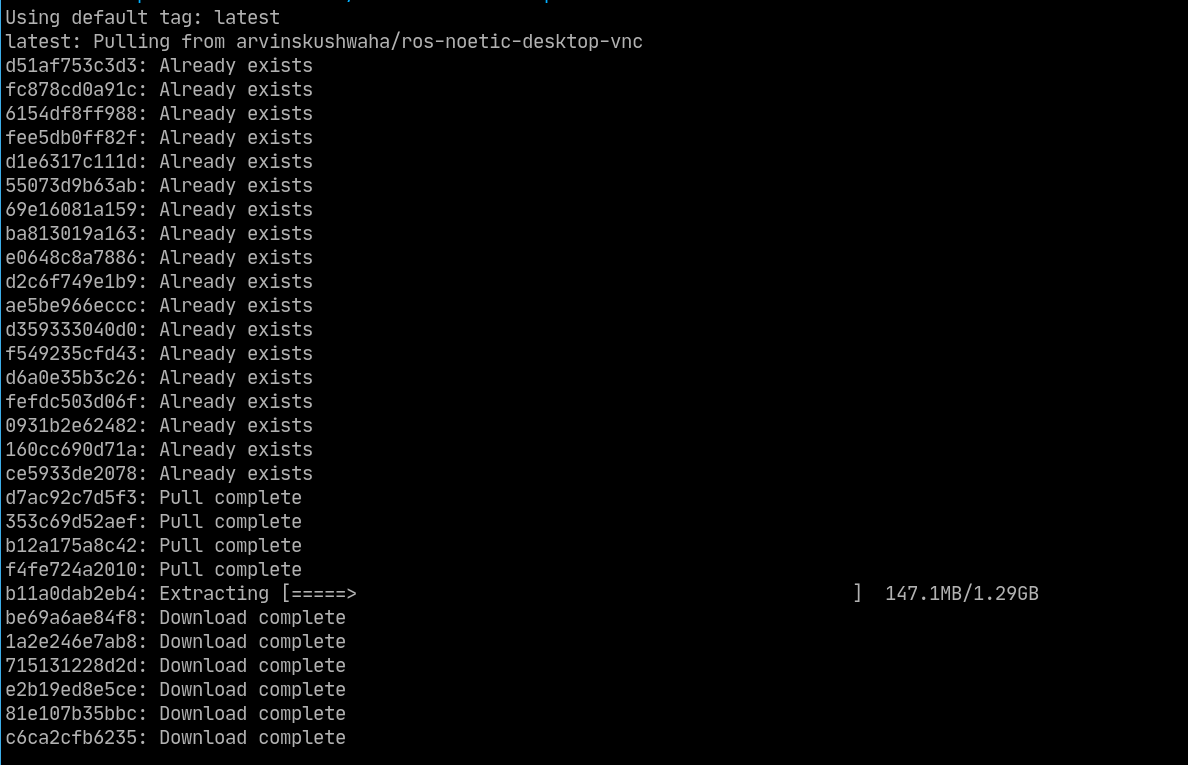 Using default tag: latest
latest: Pulling from arvinskushwaha/ros-noetic-desktop-vnc
d51af753c3d3: Already exists
fc878cd0a91c: Already exists
6154df8ff988: Already exists
fee5db0ff82f: Already exists
d1e6317c111d: Already exists
55073d9b63ab: Already exists
69e16081a159: Already exists
ba813019a163: Already exists
e0648c8a7886: Already exists
d2c6f749e1b9: Already exists
ae5be966eccc: Already exists
d359333040d0: Already exists
f549235cfd43: Already exists
d6a0e35b3c26: Already exists
fefdc503d06f: Already exists
0931b2e62482: Already exists
160cc690d71a: Already exists
ce5933de2078: Already exists
d7ac92c7d5f3: Pull complete
353c69d52aef: Pull complete
b12a175a8c42: Pull complete
f4fe724a2010: Pull complete
b11a0dab2eb4: Extracting [=====>                                             ]  147.1MB/1.29GB
be69a6ae84f8: Download complete
1a2e246e7ab8: Download complete
715131228d2d: Download complete
e2b19ed8e5ce: Download complete
81e107b35bbc: Download complete
c6ca2cfb6235: Download complete